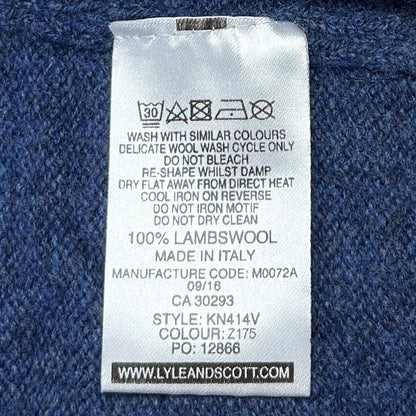 30
WASH WITH SIMILAR COLOURS
DELICATE WOOL WASH CYCLE ONLY
DO NOT BLEACH
RE-SHAPE WHILST DAMP
DRY FLAT AWAY FROM DIRECT HEAT
COOL IRON ON REVERSE
DO NOT IRON MOTIF
DO NOT DRY CLEAN
100% LAMBSWOOL
MADE IN ITALY
MANUFACTURE CODE: M0072A
09/16
CA 30293
STYLE: KN414V
COLOUR: Z175
PO: 12866
WWW.LYLEANDSCOTT.COM